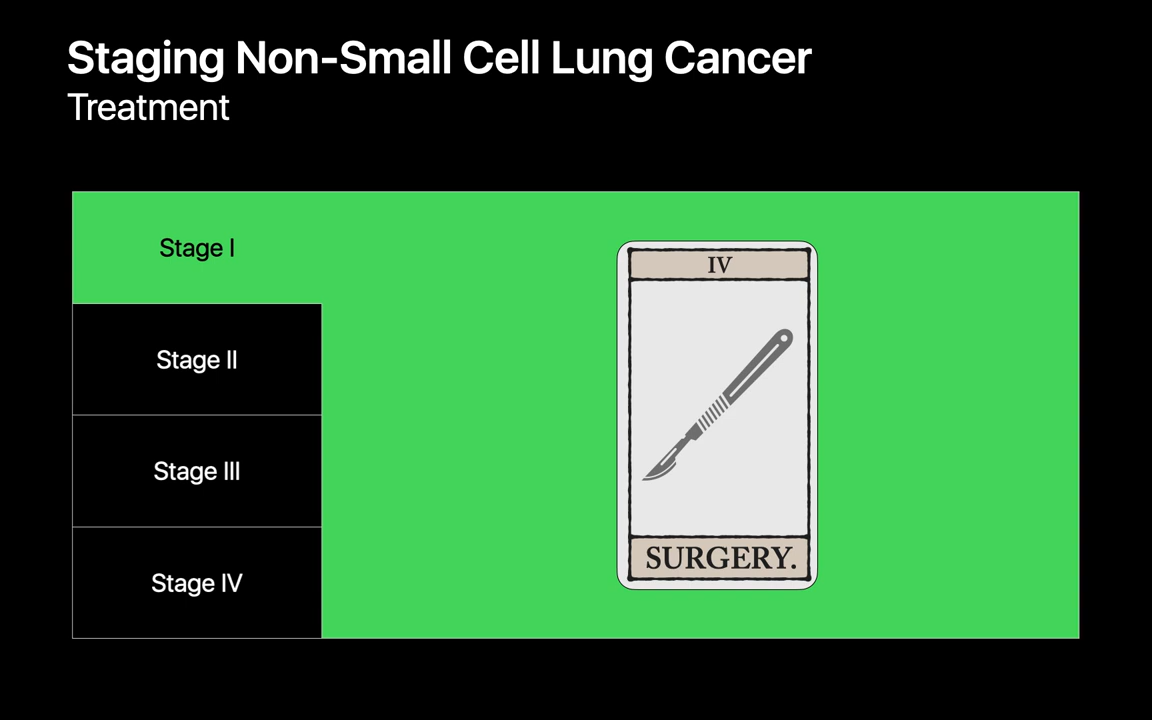 Staging Non-Small Cell Lung Cancer
Treatment
Stage I
Stage II
Stage III
Stage IV
IV
SURGERY.